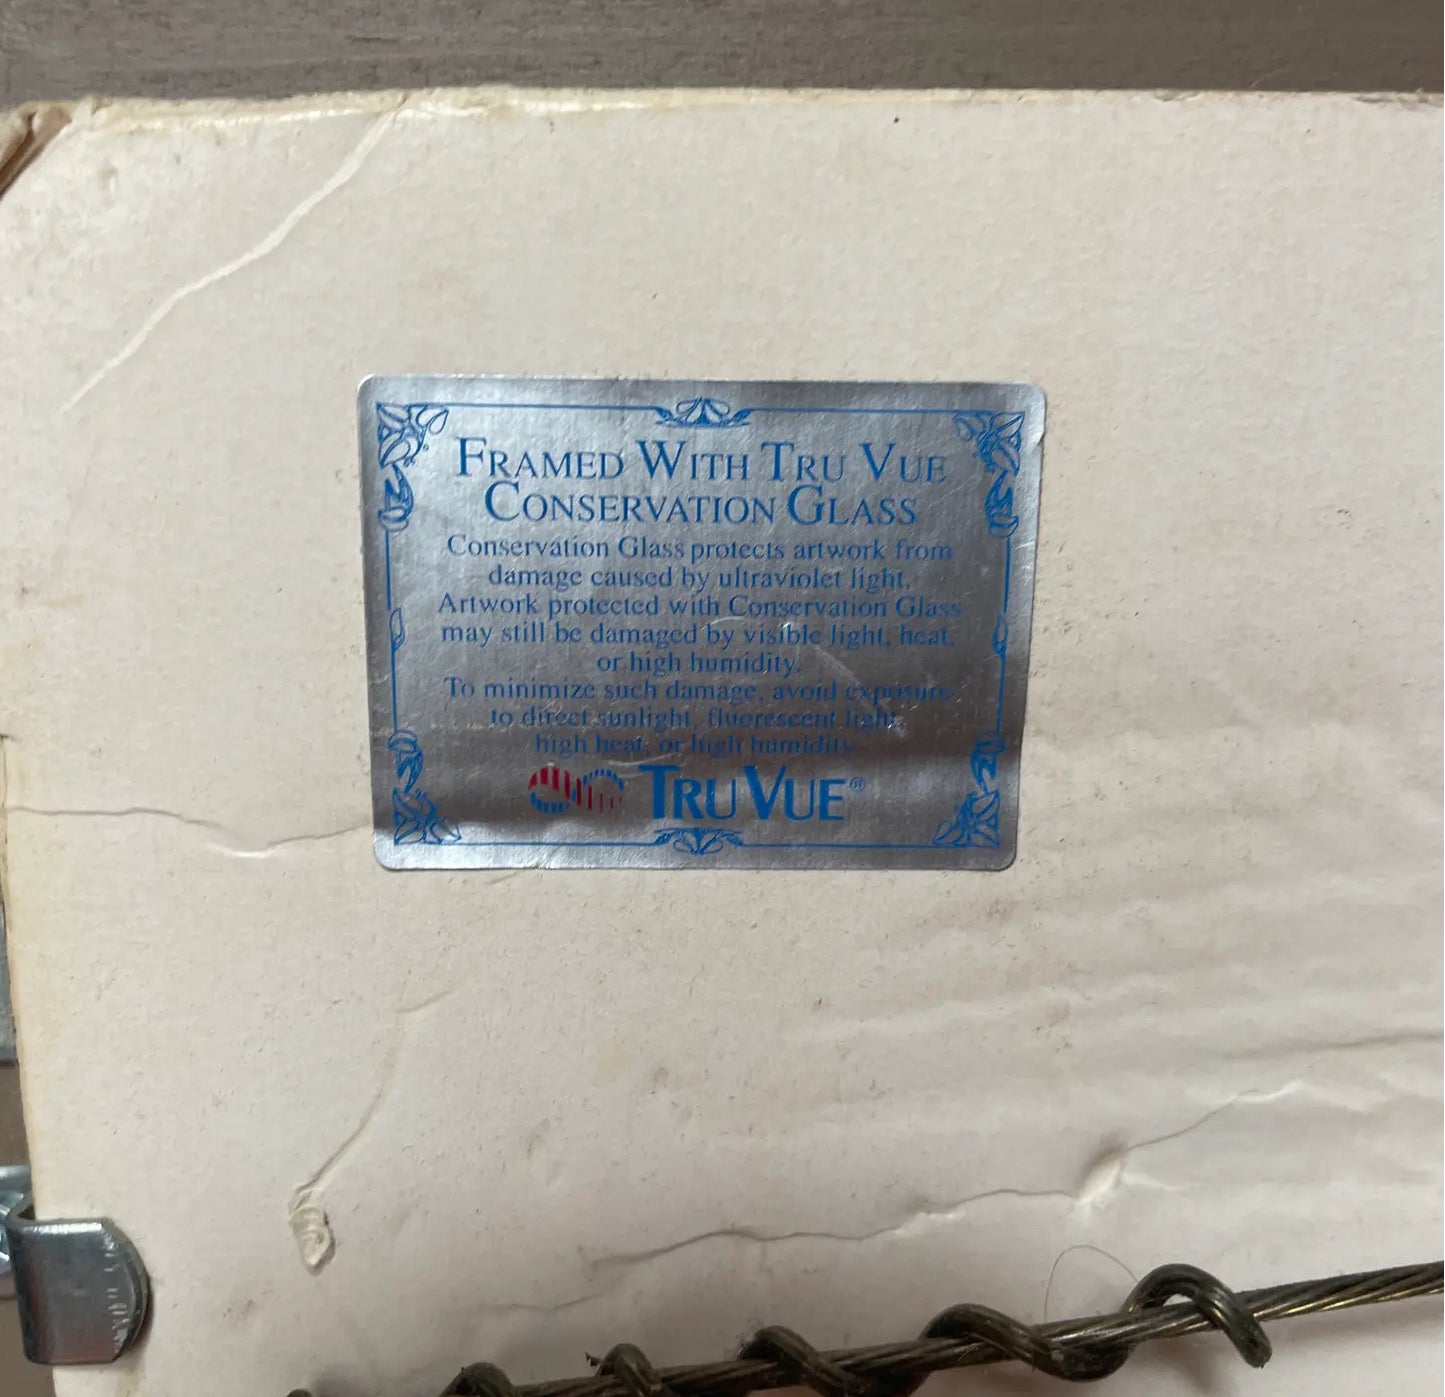 FRAMED WITH TRU VUE
CONSERVATION GLASS
Conservation Glass protects artwork from
damage caused by ultraviolet light.
Artwork protected with Conservation Glass
may still be damaged by visible light, heat,
or high humidity.
To minimize such damage, avoid exposure
to direct sunlight, fluorescent light,
high heat, or high humidity
TRU VUE®